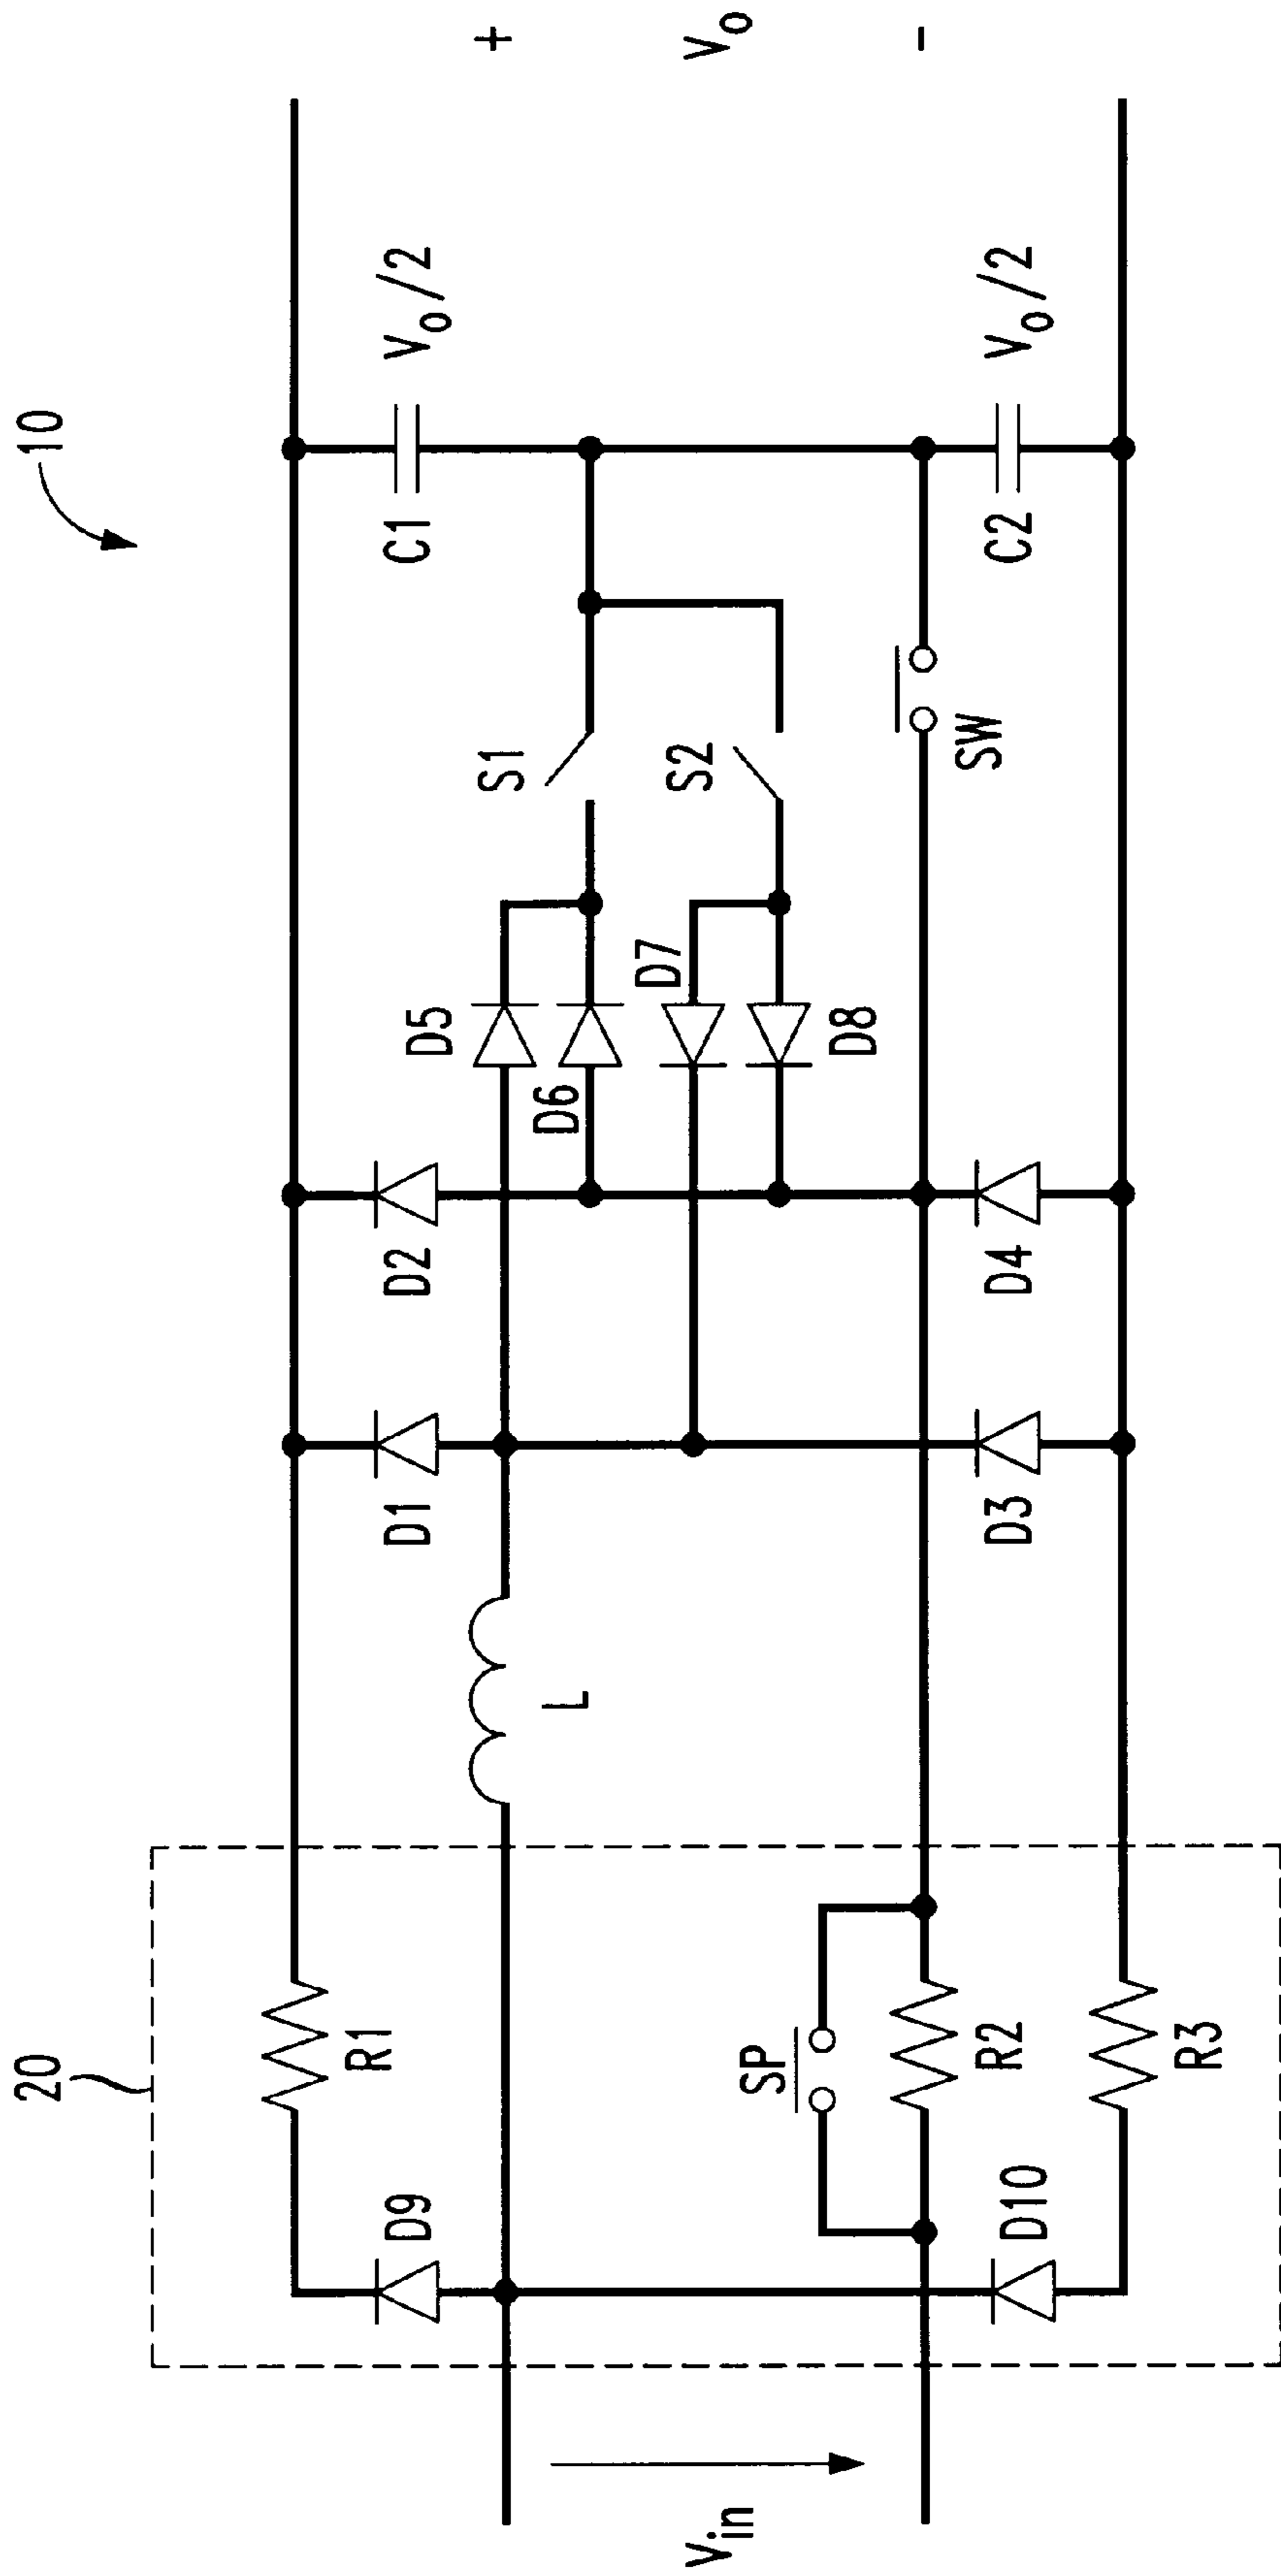 10
20
+
Vo
-
Vo/2
Vo/2
C1
C2
S1
S2
SW
D5
D6
D7
D8
D2
D4
D1
D3
L
R1
SP
R2
R3
D9
D10
Vin